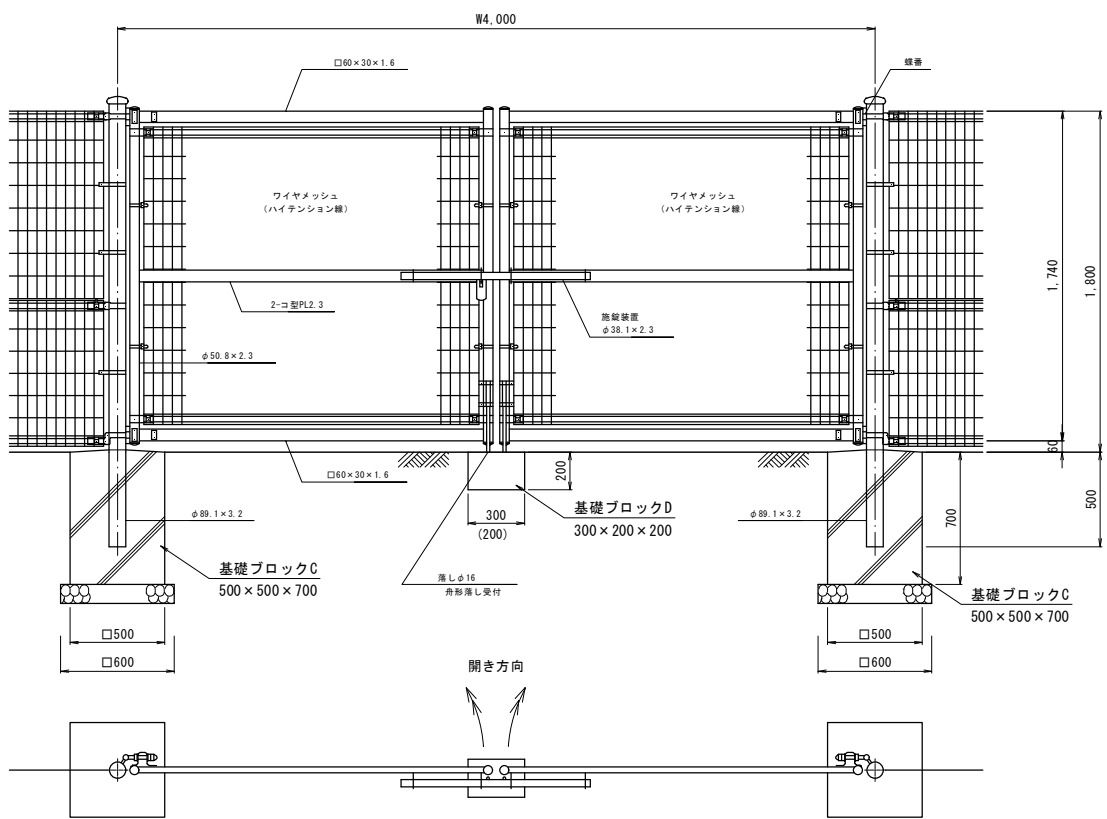 W4,000
□60×30×1.6
蝶番
ワイヤメッシュ
(ハイテンション線)
ワイヤメッシュ
(ハイテンション線)
1,740
1,800
2-コ型PL2.3
施錠装置
φ38.1×2.3
φ50.8×2.3
60
□60×30×1.6
200
500
700
φ89.1×3.2
300
(200)
基礎ブロックD
300×200×200
φ89.1×3.2
基礎ブロックC
500×500×700
落しφ16
舟形落し受付
基礎ブロックC
500×500×700
□500
□600
□500
□600
開き方向